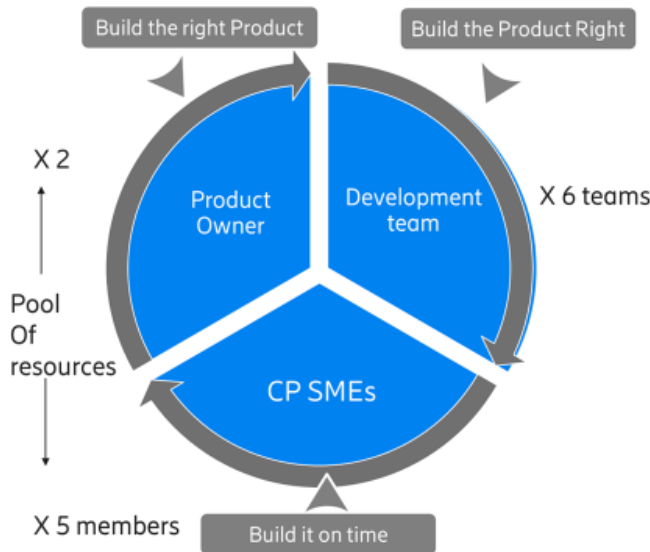 Build the right Product
Build the Product Right
X 2
Product
Owner
Development
team
X 6 teams
Pool
Of
resources
CP SMEs
X 5 members
Build it on time